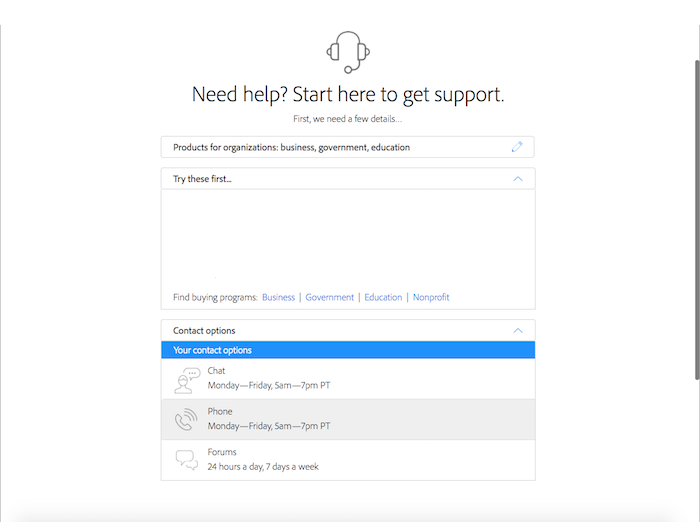 Need help? Start here to get support.
First, we need a few details...
Products for organizations: business, government, education
Try these first...
Find buying programs: Business | Government | Education | Nonprofit
Contact options
Your contact options
Chat
Monday—Friday, 5am—7pm PT
Phone
Monday—Friday, 5am—7pm PT
Forums
24 hours a day, 7 days a week